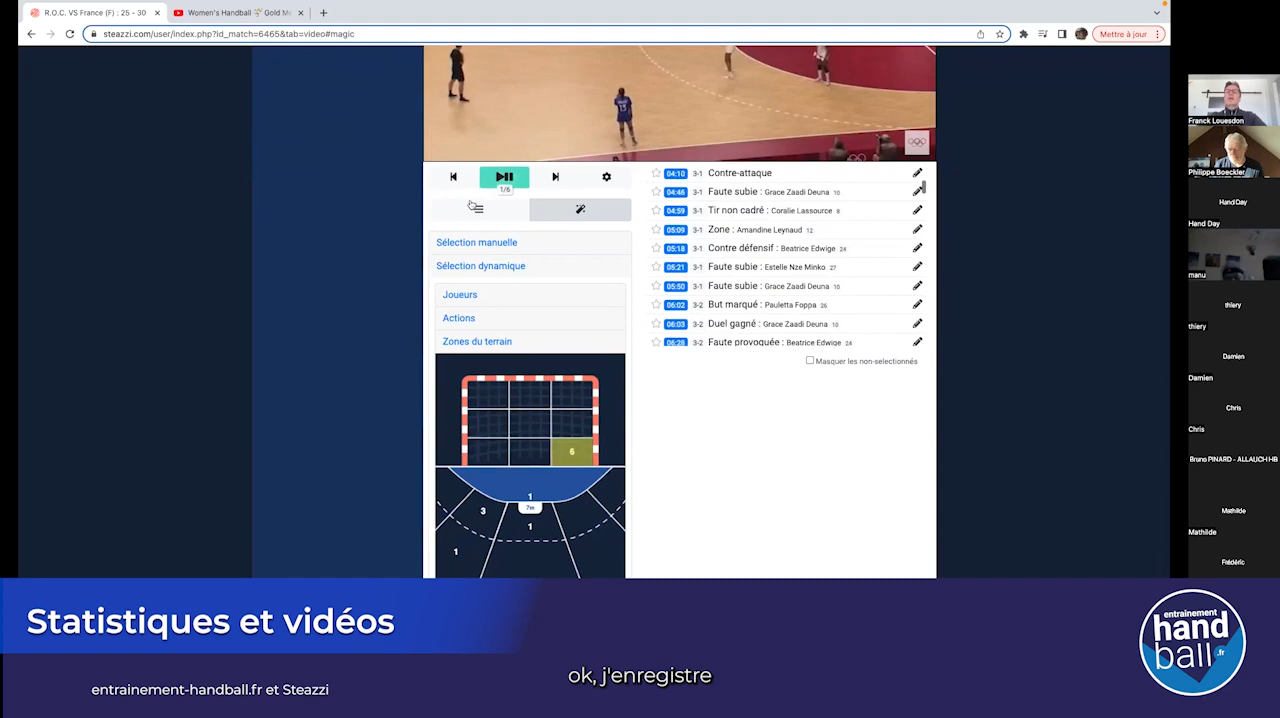 R.O.C. VS France (F) : 25 - 30
Women's Handball 🤾 Gold Me
steazzi.com/user/index.php?id_match=6465&tab=video#magic
Mettre à jour
1/6
Sélection manuelle
Sélection dynamique
Joueurs
Actions
Zones du terrain
6
1
7m
3
1
1
04:10 3-1 Contre-attaque
04:46 3-1 Faute subie : Grace Zaadi Deuna 10
04:59 3-1 Tir non cadré : Coralie Lassource 8
05:09 3-1 Zone : Amandine Leynaud 12
05:18 3-1 Contre défensif : Beatrice Edwige 24
05:21 3-1 Faute subie : Estelle Nze Minko 27
05:50 3-1 Faute subie : Grace Zaadi Deuna 10
06:02 3-2 But marqué : Pauletta Foppa 26
06:03 3-2 Duel gagné : Grace Zaadi Deuna 10
06:28 3-2 Faute provoquée : Beatrice Edwige 24
Masquer les non-selectionnés
Franck Louesdon
Philippe Boeckler
HandDay
Hand Day
manu
thiery
thiery
Damien
Damien
Chris
Chris
Bruno PINARD - ALLAUCH HB
Mathilde
Mathilde
Frédéric
Statistiques et vidéos
entrainement-handball.fr et Steazzi
ok, j'enregistre
entrainement
hand
ball.fr